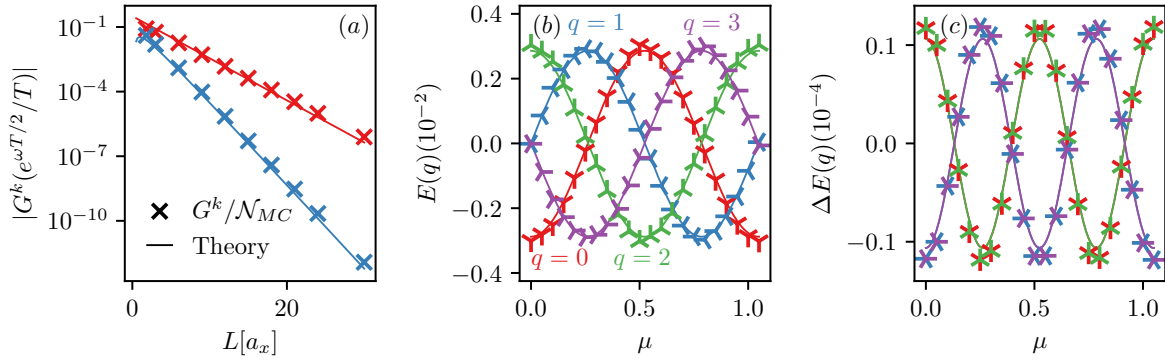 (a)
|G^k(e^{ωT/2}/T)|
10^{-1}
10^{-4}
10^{-7}
10^{-10}
G^k/𝒩_{MC}
Theory
0
20
L[a_x]
(b)
q = 1
q = 3
E(q)(10^{-2})
0.4
0.2
0.0
−0.2
−0.4
q = 0
q = 2
0.0
0.5
1.0
μ
(c)
ΔE(q)(10^{-4})
0.1
0.0
−0.1
0.0
0.5
1.0
μ